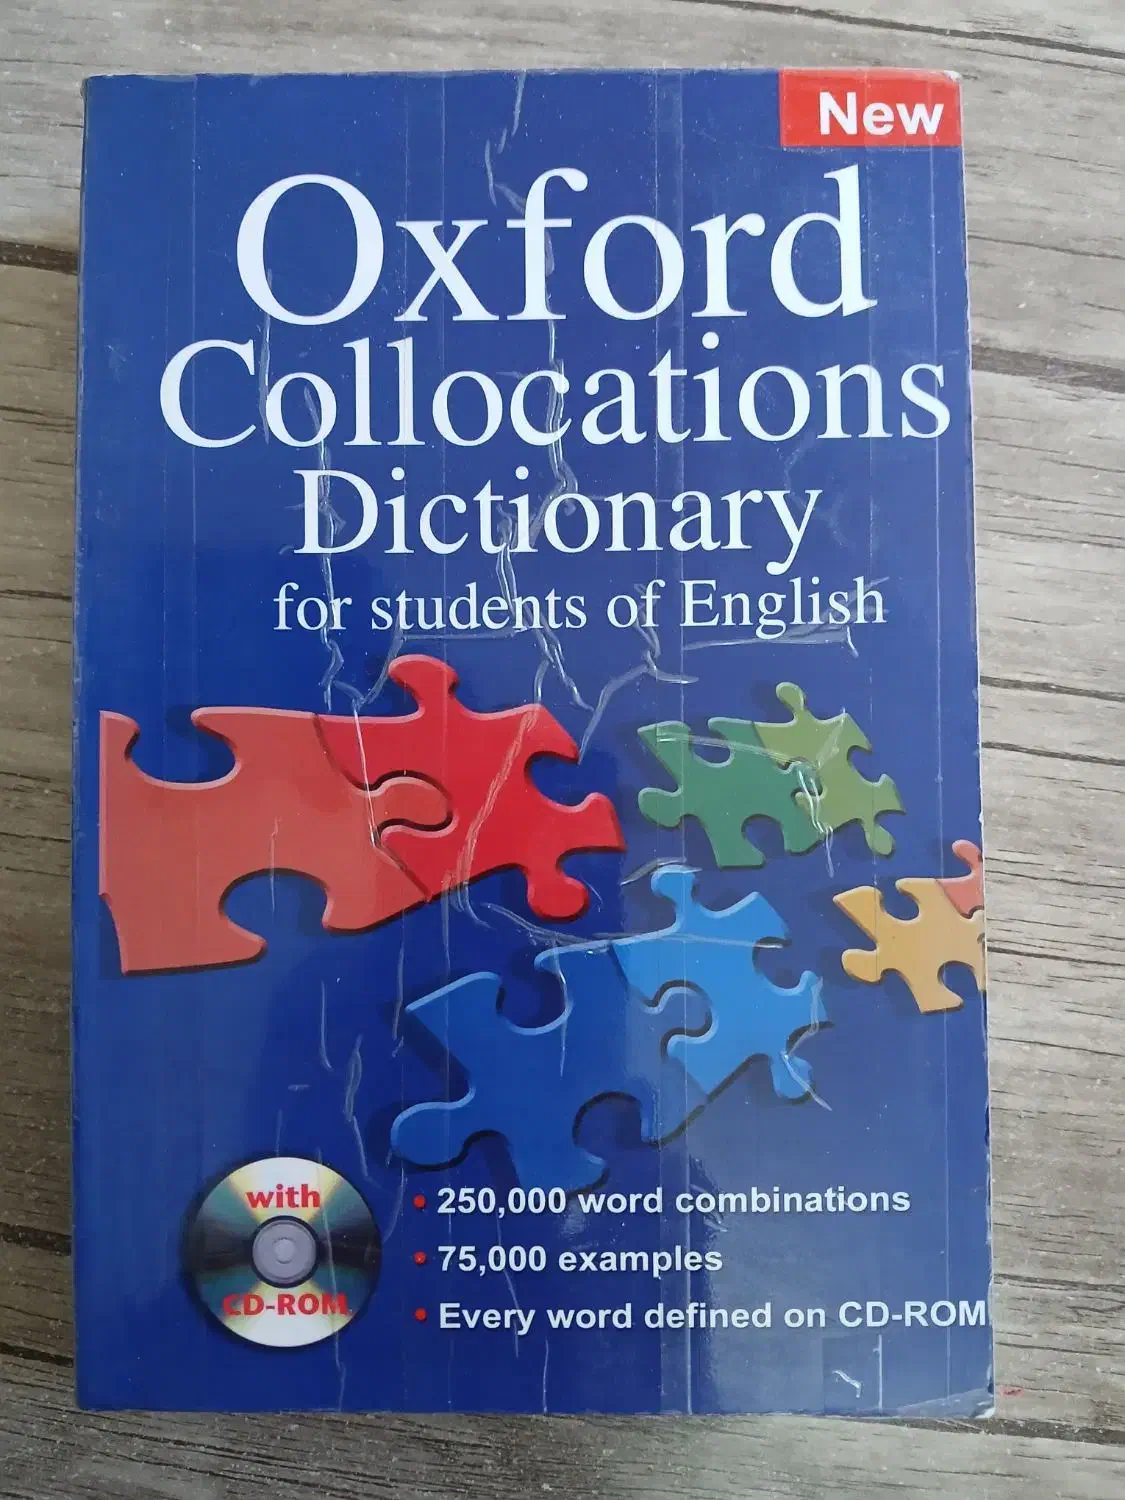 New
Oxford
Collocations
Dictionary
for students of English
with
CD-ROM
• 250,000 word combinations
• 75,000 examples
• Every word defined on CD-ROM